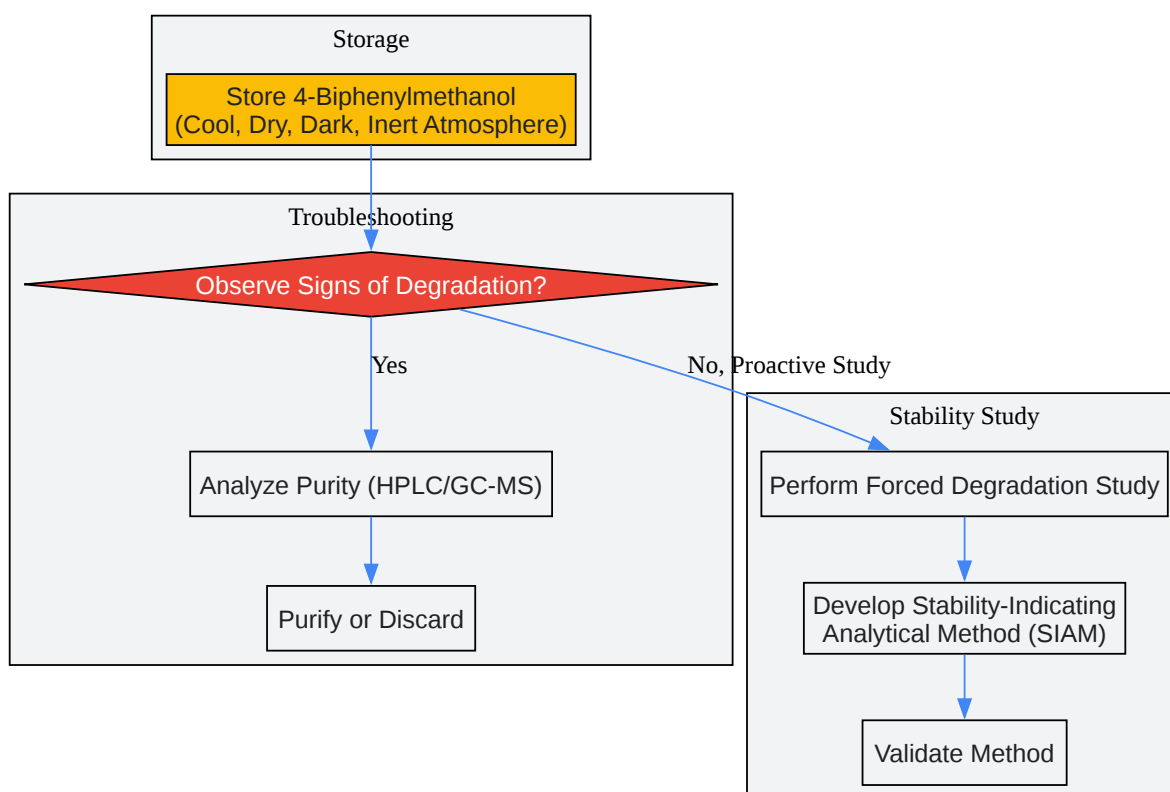 Storage
Store 4-Biphenylmethanol
(Cool, Dry, Dark, Inert Atmosphere)
Troubleshooting
Observe Signs of Degradation?
Yes
No, Proactive Study
Analyze Purity (HPLC/GC-MS)
Purify or Discard
Stability Study
Perform Forced Degradation Study
Develop Stability-Indicating
Analytical Method (SIAM)
Validate Method